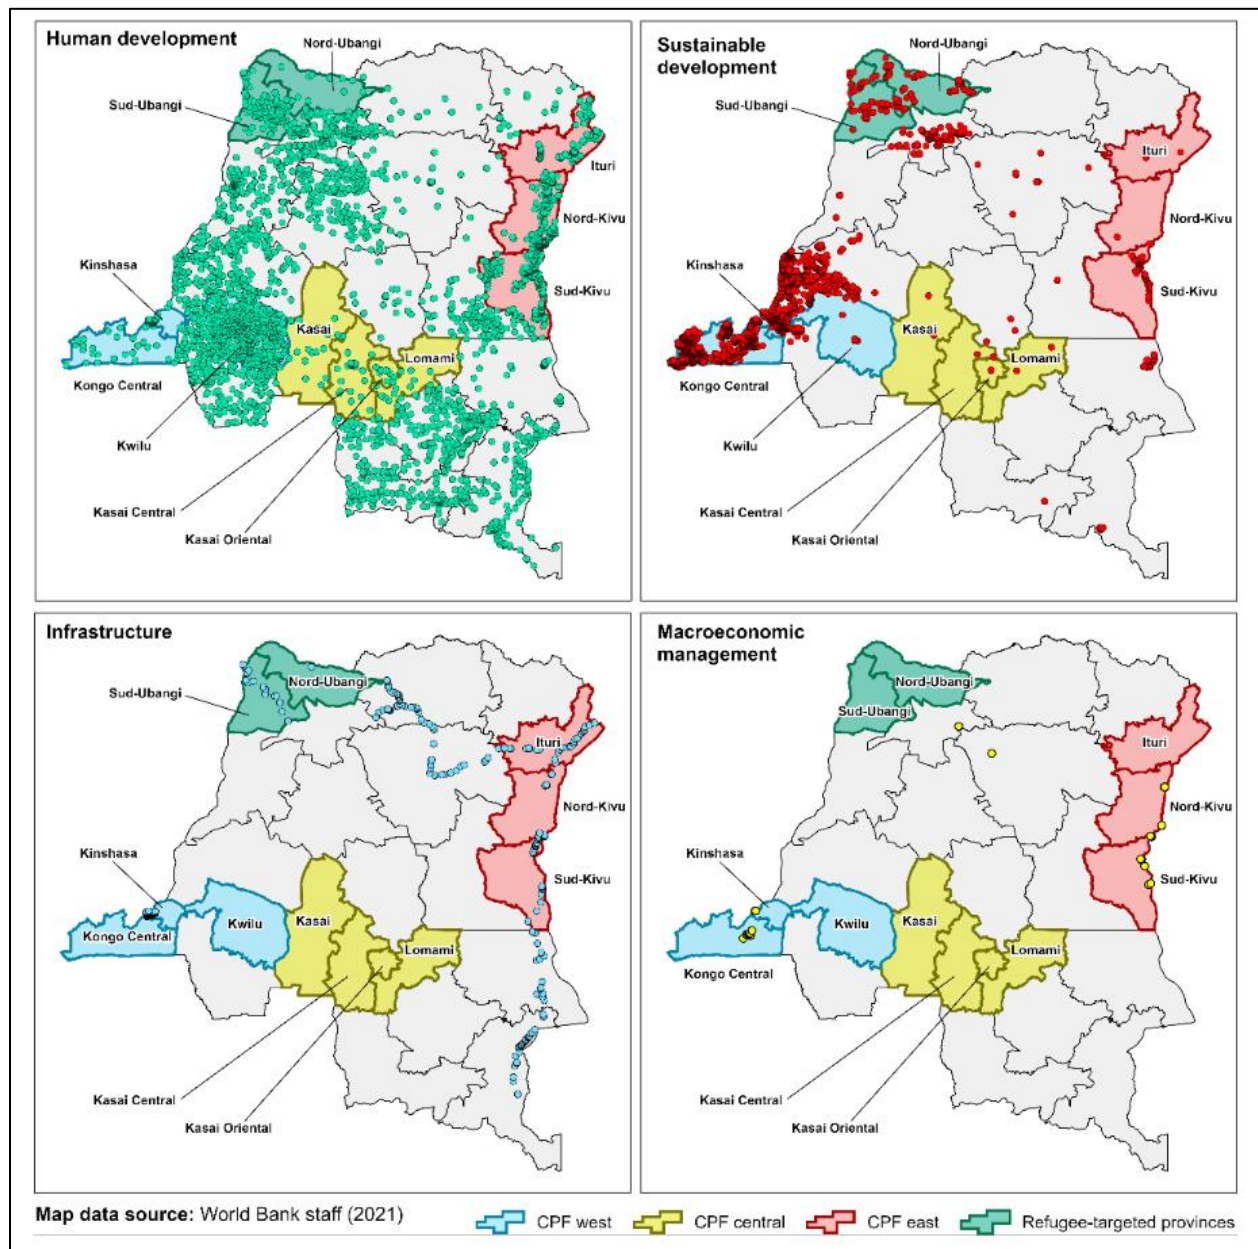 Human development
Nord-Ubangi
Sud-Ubangi
Ituri
Nord-Kivu
Kinshasa
Sud-Kivu
Kasai
Lomami
Kongo Central
Kwilu
Kasai Central
Kasai Oriental
Sustainable
development
Nord-Ubangi
Sud-Ubangi
Ituri
Nord-Kivu
Kinshasa
Sud-Kivu
Kasai
Lomami
Kongo Central
Kwilu
Kasai Central
Kasai Oriental
Infrastructure
Nord-Ubangi
Sud-Ubangi
Ituri
Nord-Kivu
Kinshasa
Sud-Kivu
Kwilu
Kasai
Kongo Central
Lomami
Kasai Central
Kasai Oriental
Macroeconomic
management
Nord-Ubangi
Sud-Ubangi
Ituri
Nord-Kivu
Kinshasa
Sud-Kivu
Kwilu
Kasai
Lomami
Kongo Central
Kasai Central
Kasai Oriental
Map data source: World Bank staff (2021)
CPF west
CPF central
CPF east
Refugee-targeted provinces